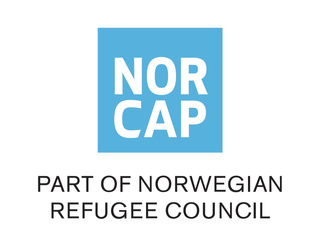 NOR
CAP
PART OF NORWEGIAN
REFUGEE COUNCIL